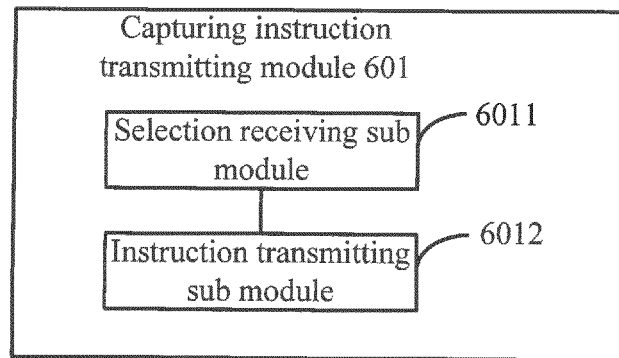 Capturing instruction
transmitting module 601
Selection receiving sub
module
6011
Instruction transmitting
sub module
6012